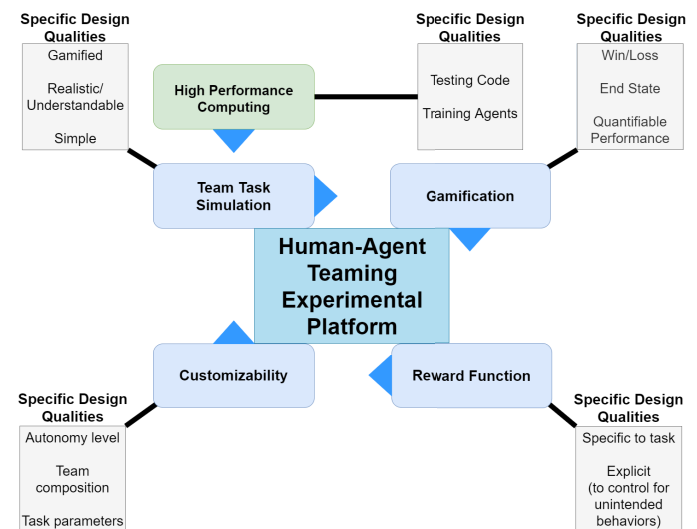 Specific Design
Qualities
Gamified
Realistic/
Understandable
Simple
High Performance
Computing
Specific Design
Qualities
Testing Code
Training Agents
Specific Design
Qualities
Win/Loss
End State
Quantifiable
Performance
Team Task
Simulation
Gamification
Human-Agent
Teaming
Experimental
Platform
Customizability
Reward Function
Specific Design
Qualities
Autonomy level
Team
composition
Task parameters
Specific Design
Qualities
Specific to task
Explicit
(to control for
unintended
behaviors)